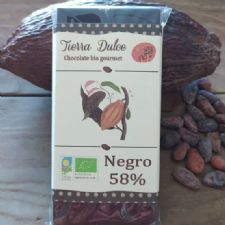 Tierra Dulce
Chocolate bio gourmet
Negro
58%